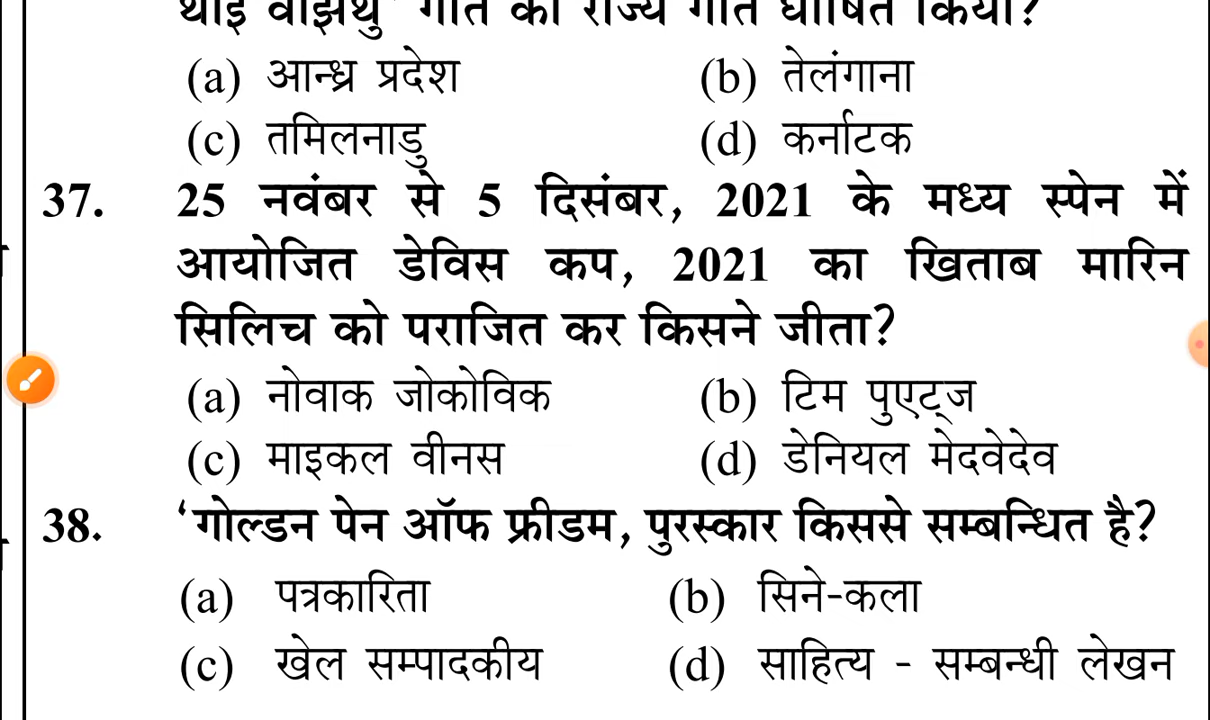 थाई वाझथु' गीत को राज्य गीत घोषित किया?
(a) आन्ध्र प्रदेश (b) तेलंगाना
(c) तमिलनाडु (d) कर्नाटक
37. 25 नवंबर से 5 दिसंबर, 2021 के मध्य स्पेन में
आयोजित डेविस कप, 2021 का खिताब मारिन
सिलिच को पराजित कर किसने जीता?
(a) नोवाक जोकोविक (b) टिम पुएट्ज
(c) माइकल वीनस (d) डेनियल मेदवेदेव
38. 'गोल्डन पेन ऑफ फ्रीडम, पुरस्कार किससे सम्बन्धित है?
(a) पत्रकारिता (b) सिने-कला
(c) खेल सम्पादकीय (d) साहित्य - सम्बन्धी लेखन